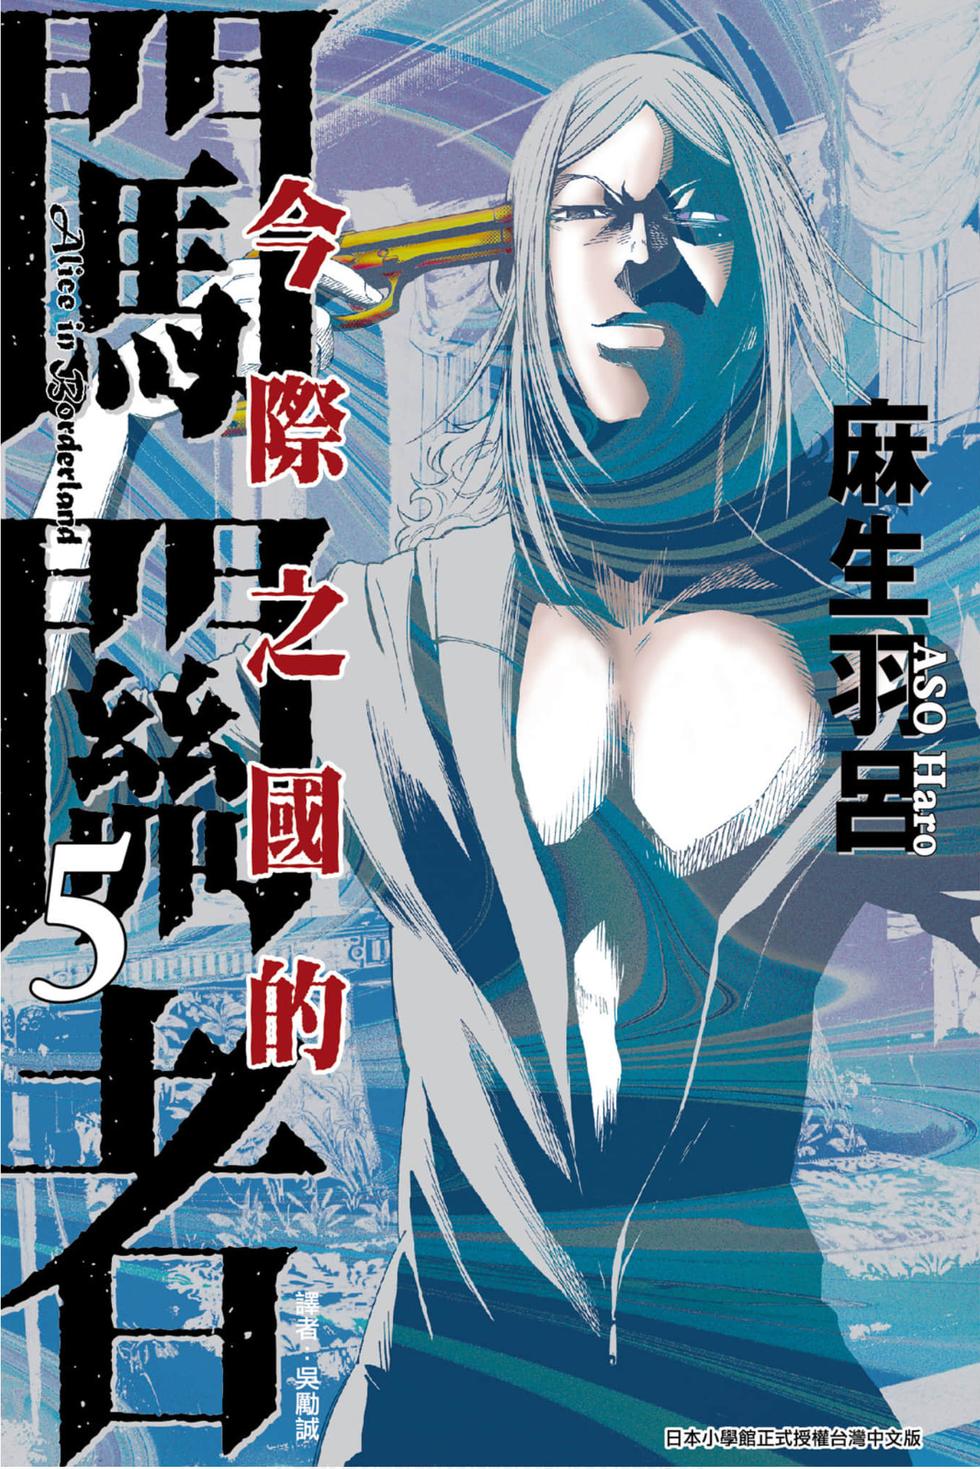 今際之國的
闖關者
Alice in Borderland
5
麻生羽呂
ASO Haro
譯者：吳勵誠
日本小學館正式授權台灣中文版